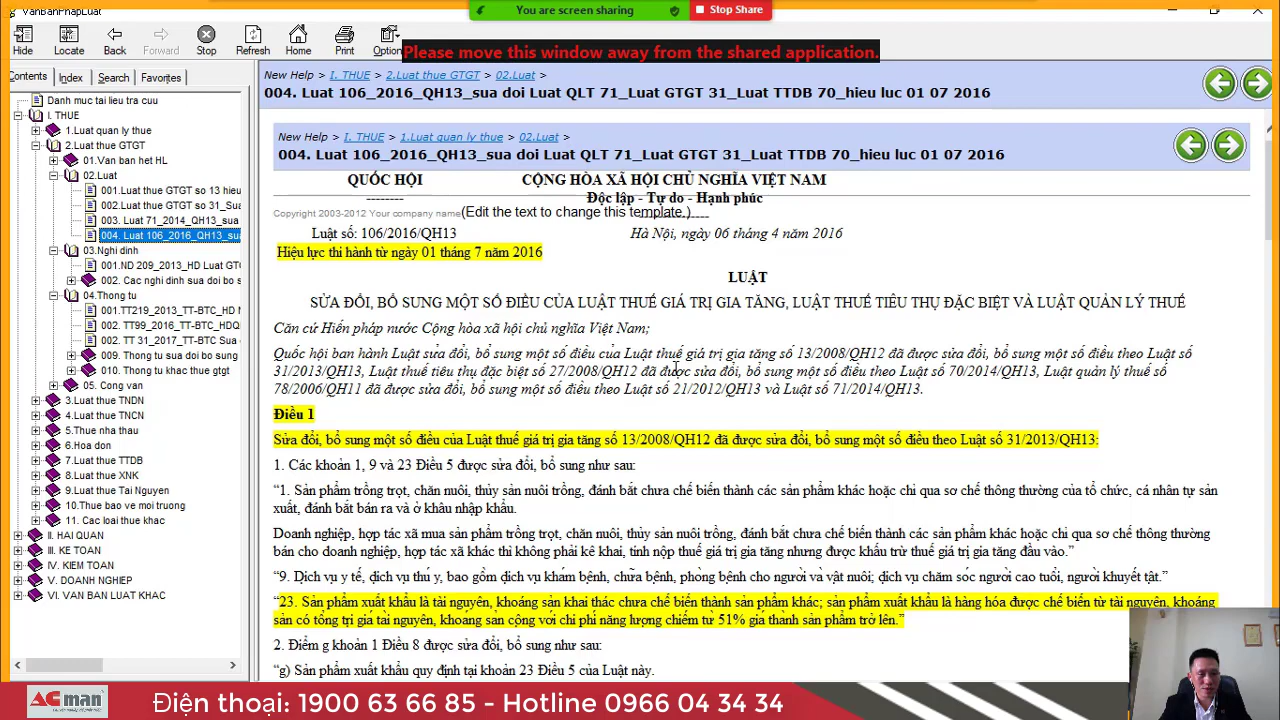 VanBanPhapLuat
You are screen sharing
Stop Share
Please move this window away from the shared application.
Hide
Locate
Back
Forward
Stop
Refresh
Home
Print
Option
Contents
Index
Search
Favorites
Danh muc tai lieu tra cuu
I. THUE
1.Luat quan ly thue
2.Luat thue GTGT
01.Van ban het HL
02.Luat
001.Luat thue GTGT so 13 hieu
002.Luat thue GTGT so 31_Sua
003. Luat 71_2014_QH13_sua
004. Luat 106_2016_QH13_su
03.Nghi dinh
001.ND 209_2013_HD Luat GT
002. Cac nghi dinh sua doi bo s
04.Thong tu
001.TT219_2013_TT-BTC_HD N
002. TT99_2016_TT-BTC_HDQ
002. TT 31_2017_TT-BTC Sua
009. Thong tu sua doi bo sung
010. Thong tu khac thue gtgt
05. Cong van
3.Luat thue TNDN
4.Luat thue TNCN
5.Thue nha thau
6.Hoa don
7.Luat thue TTDB
8.Luat thue XNK
9.Luat thue Tai Nguyen
10.Thue bao ve moi truong
11. Cac loai thue khac
II. HAI QUAN
III. KE TOAN
IV. KIEM TOAN
V. DOANH NGHIEP
VI. VAN BAN LUAT KHAC
New Help > I. THUE > 2.Luat thue GTGT > 02.Luat >
004. Luat 106_2016_QH13_sua doi Luat QLT 71_Luat GTGT 31_Luat TTDB 70_hieu luc 01 07 2016
New Help > I. THUE > 1.Luat quan ly thue > 02.Luat >
004. Luat 106_2016_QH13_sua doi Luat QLT 71_Luat GTGT 31_Luat TTDB 70_hieu luc 01 07 2016
QUỐC HỘI
CỘNG HÒA XÃ HỘI CHỦ NGHĨA VIỆT NAM
--------
Độc lập - Tự do - Hạnh phúc
Copyright 2003-2012 Your company name(Edit the text to change this template.)
Luật số: 106/2016/QH13
Hà Nội, ngày 06 tháng 4 năm 2016
Hiệu lực thi hành từ ngày 01 tháng 7 năm 2016
LUẬT
SỬA ĐỔI, BỔ SUNG MỘT SỐ ĐIỀU CỦA LUẬT THUẾ GIÁ TRỊ GIA TĂNG, LUẬT THUẾ TIÊU THỤ ĐẶC BIỆT VÀ LUẬT QUẢN LÝ THUẾ
Căn cứ Hiến pháp nước Cộng hòa xã hội chủ nghĩa Việt Nam;
Quốc hội ban hành Luật sửa đổi, bổ sung một số điều của Luật thuế giá trị gia tăng số 13/2008/QH12 đã được sửa đổi, bổ sung một số điều theo Luật số
31/2013/QH13, Luật thuế tiêu thụ đặc biệt số 27/2008/QH12 đã được sửa đổi, bổ sung một số điều theo Luật số 70/2014/QH13, Luật quản lý thuế số
78/2006/QH11 đã được sửa đổi, bổ sung một số điều theo Luật số 21/2012/QH13 và Luật số 71/2014/QH13.
Điều 1
Sửa đổi, bổ sung một số điều của Luật thuế giá trị gia tăng số 13/2008/QH12 đã được sửa đổi, bổ sung một số điều theo Luật số 31/2013/QH13:
1. Các khoản 1, 9 và 23 Điều 5 được sửa đổi, bổ sung như sau:
“1. Sản phẩm trồng trọt, chăn nuôi, thủy sản nuôi trồng, đánh bắt chưa chế biến thành các sản phẩm khác hoặc chỉ qua sơ chế thông thường của tổ chức, cá nhân tự sản
xuất, đánh bắt bán ra và ở khâu nhập khẩu.
Doanh nghiệp, hợp tác xã mua sản phẩm trồng trọt, chăn nuôi, thủy sản nuôi trồng, đánh bắt chưa chế biến thành các sản phẩm khác hoặc chỉ qua sơ chế thông thường
bán cho doanh nghiệp, hợp tác xã khác thì không phải kê khai, tính nộp thuế giá trị gia tăng nhưng được khấu trừ thuế giá trị gia tăng đầu vào.”
“9. Dịch vụ y tế, dịch vụ thú y, bao gồm dịch vụ khám bệnh, chữa bệnh, phòng bệnh cho người và vật nuôi; dịch vụ chăm sóc người cao tuổi, người khuyết tật.”
“23. Sản phẩm xuất khẩu là tài nguyên, khoáng sản khai thác chưa chế biến thành sản phẩm khác; sản phẩm xuất khẩu là hàng hóa được chế biến từ tài nguyên, khoáng
sản có tổng trị giá tài nguyên, khoáng sản cộng với chi phí năng lượng chiếm từ 51% giá thành sản phẩm trở lên.”
2. Điểm g khoản 1 Điều 8 được sửa đổi, bổ sung như sau:
“g) Sản phẩm xuất khẩu quy định tại khoản 23 Điều 5 của Luật này.
ACman
Điện thoại: 1900 63 66 85 - Hotline 0966 04 34 34